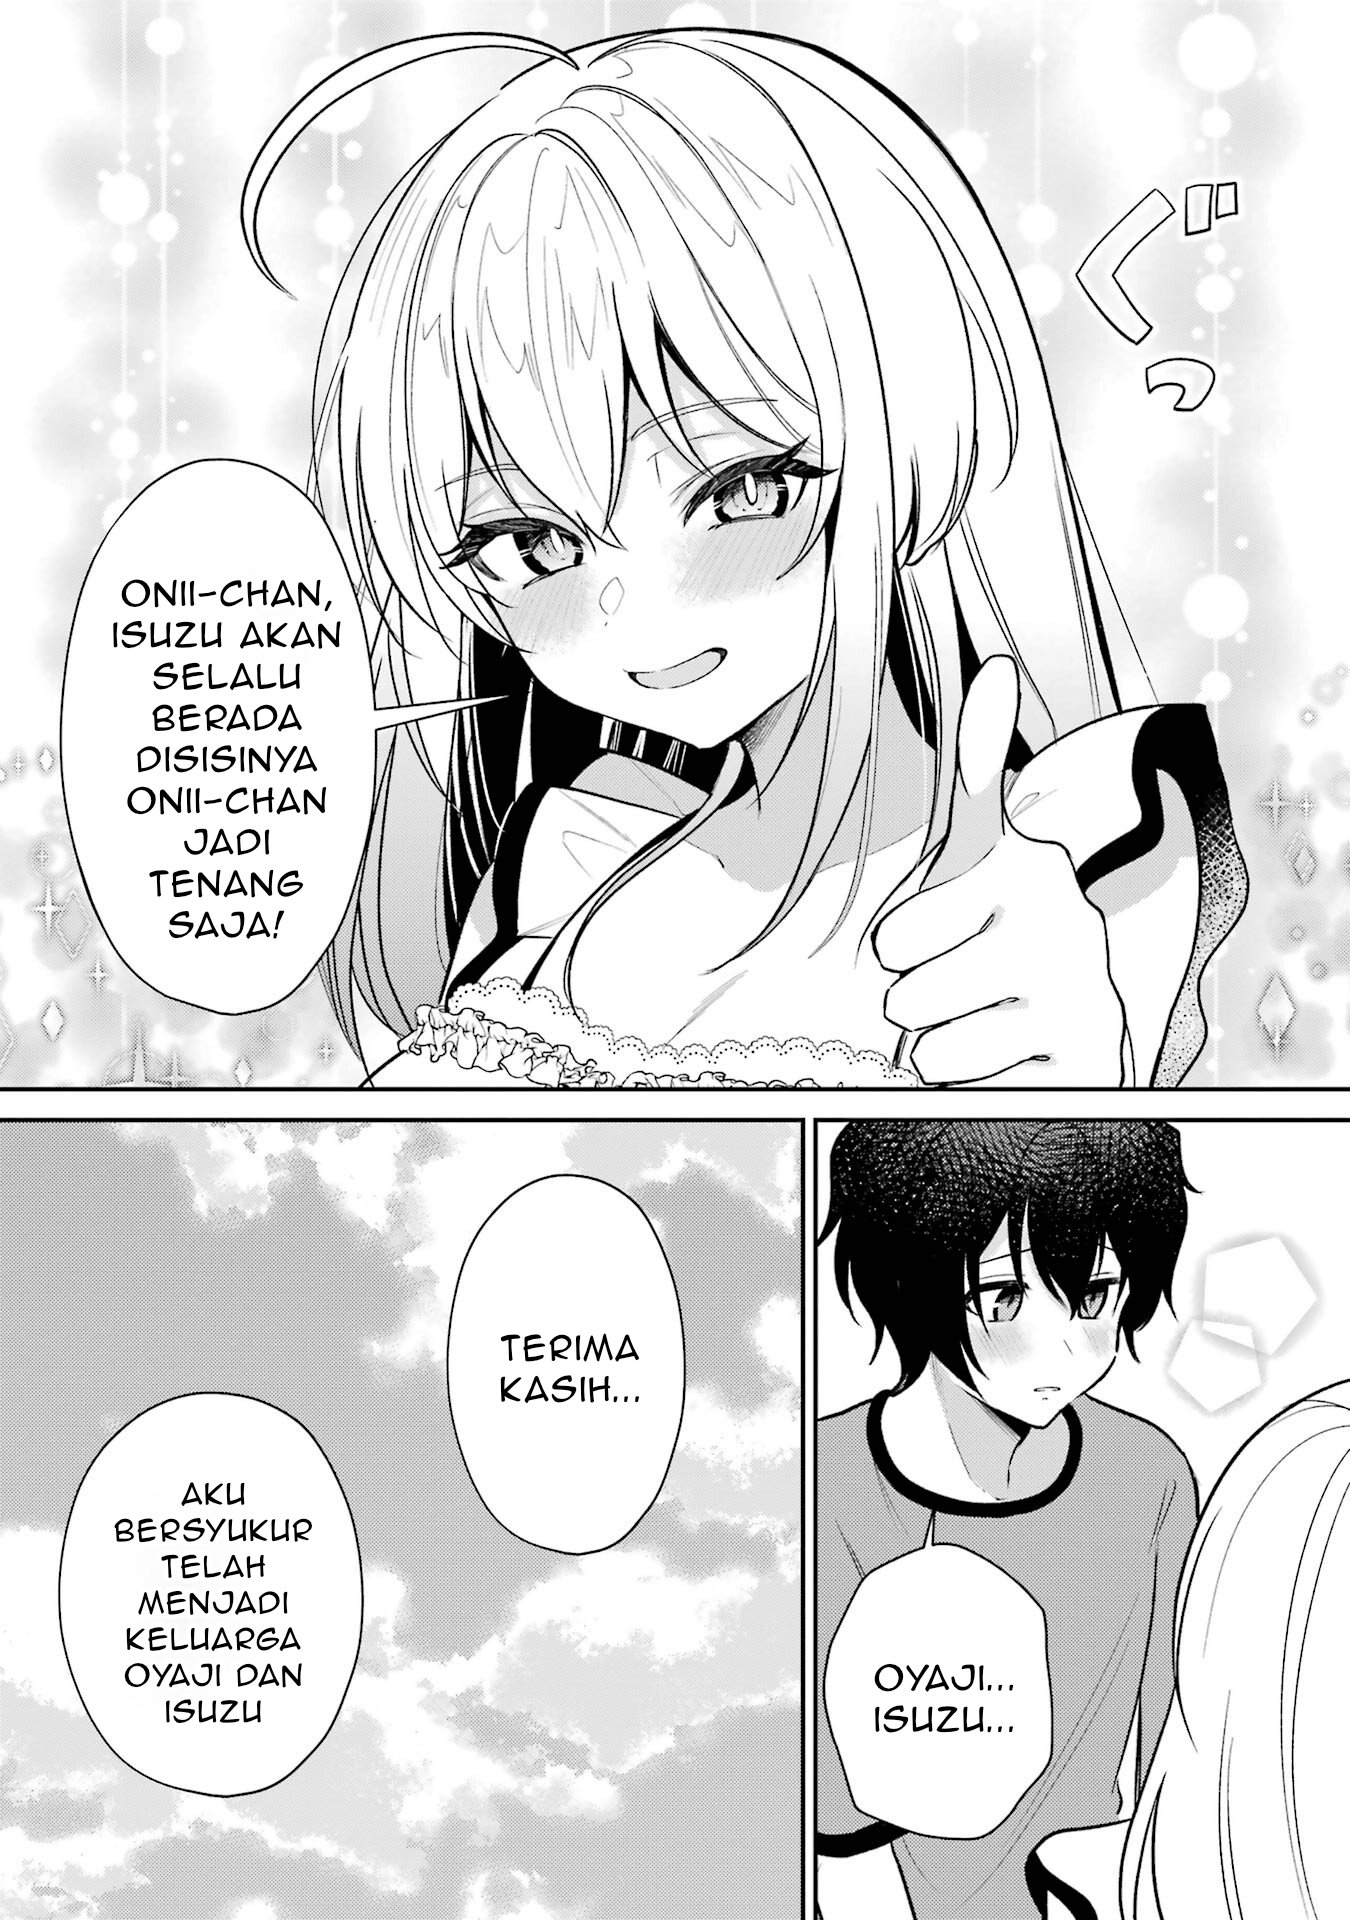 ぐっ
ONII-CHAN,
ISUZU AKAN
SELALU
BERADA
DISISINYA
ONII-CHAN
JADI
TENANG
SAJA!
OYAJI...
ISUZU...
TERIMA
KASIH...
AKU
BERSYUKUR
TELAH
MENJADI
KELUARGA
OYAJI DAN
ISUZU